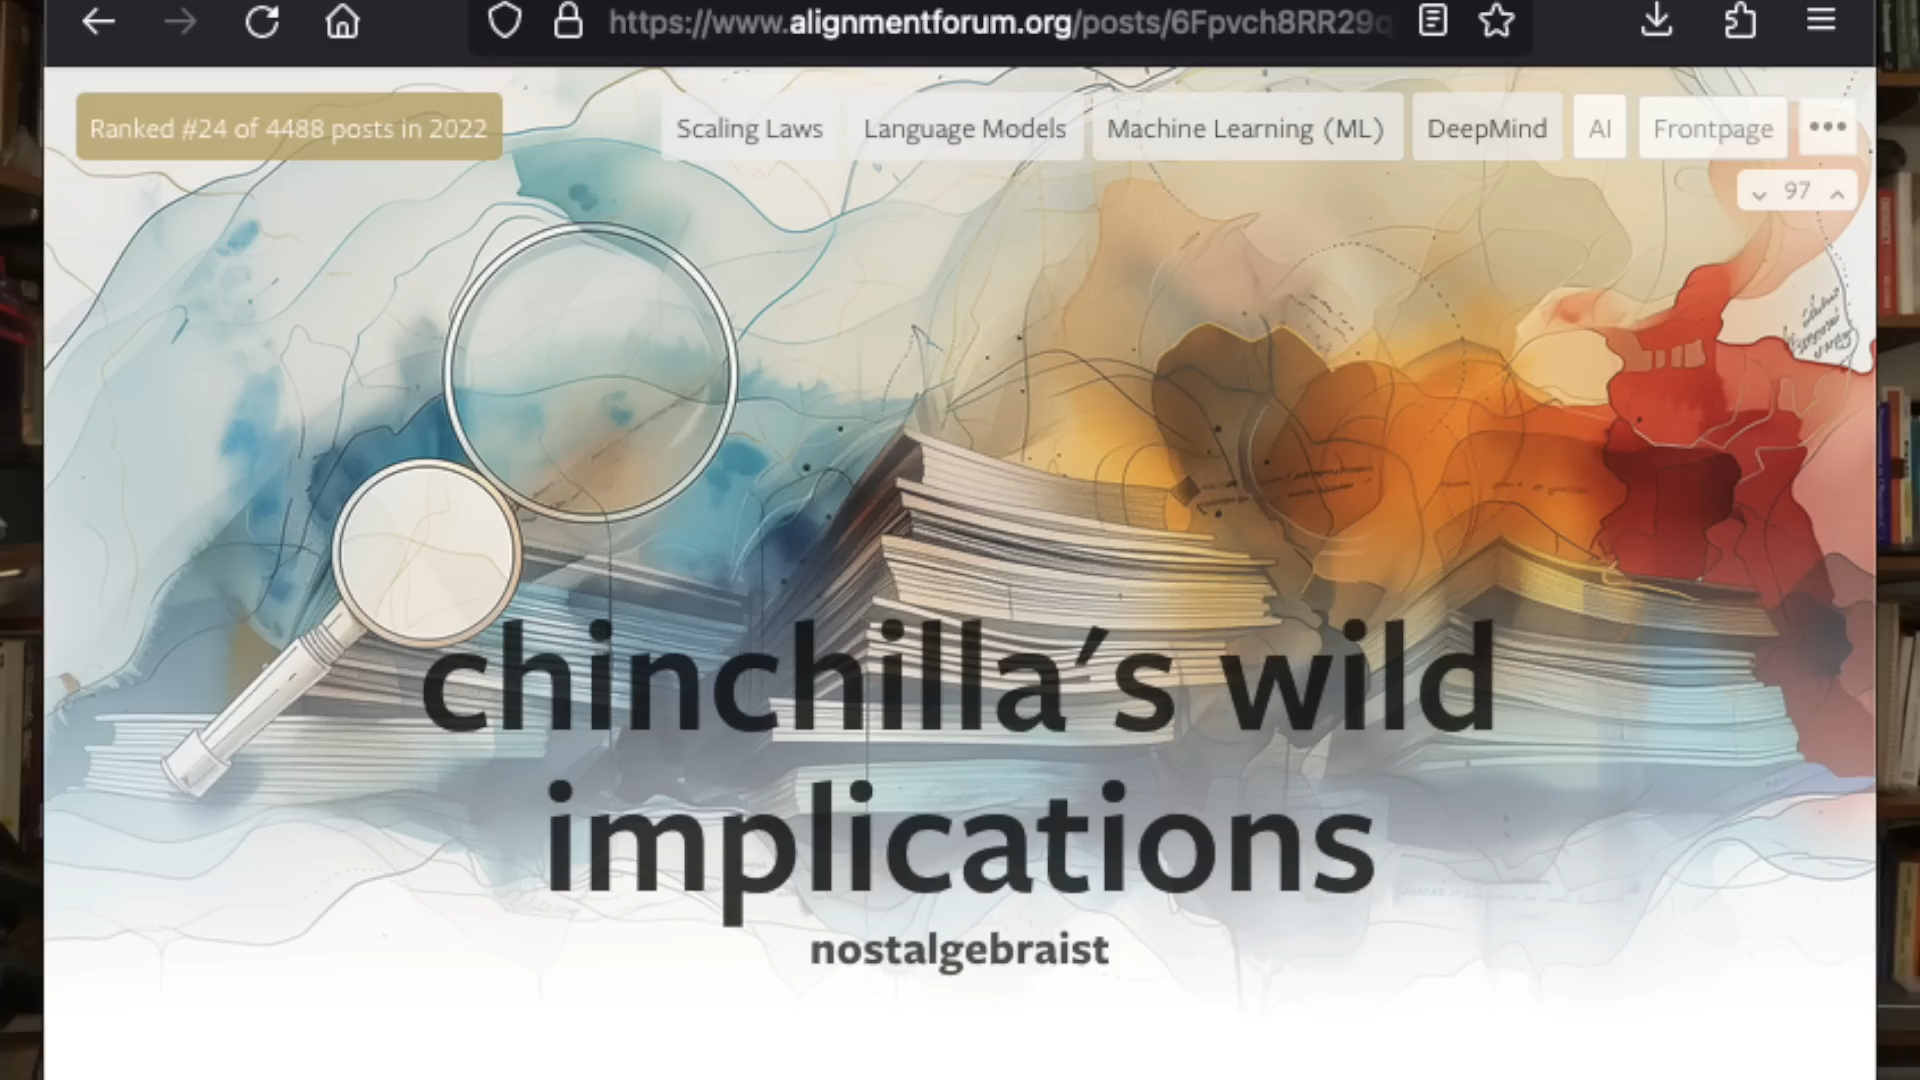 https://www.alignmentforum.org/posts/6Fpvch8RR29q
Ranked #24 of 4488 posts in 2022
Scaling Laws
Language Models
Machine Learning (ML)
DeepMind
AI
Frontpage
97
chinchilla's wild
implications
nostalgebraist